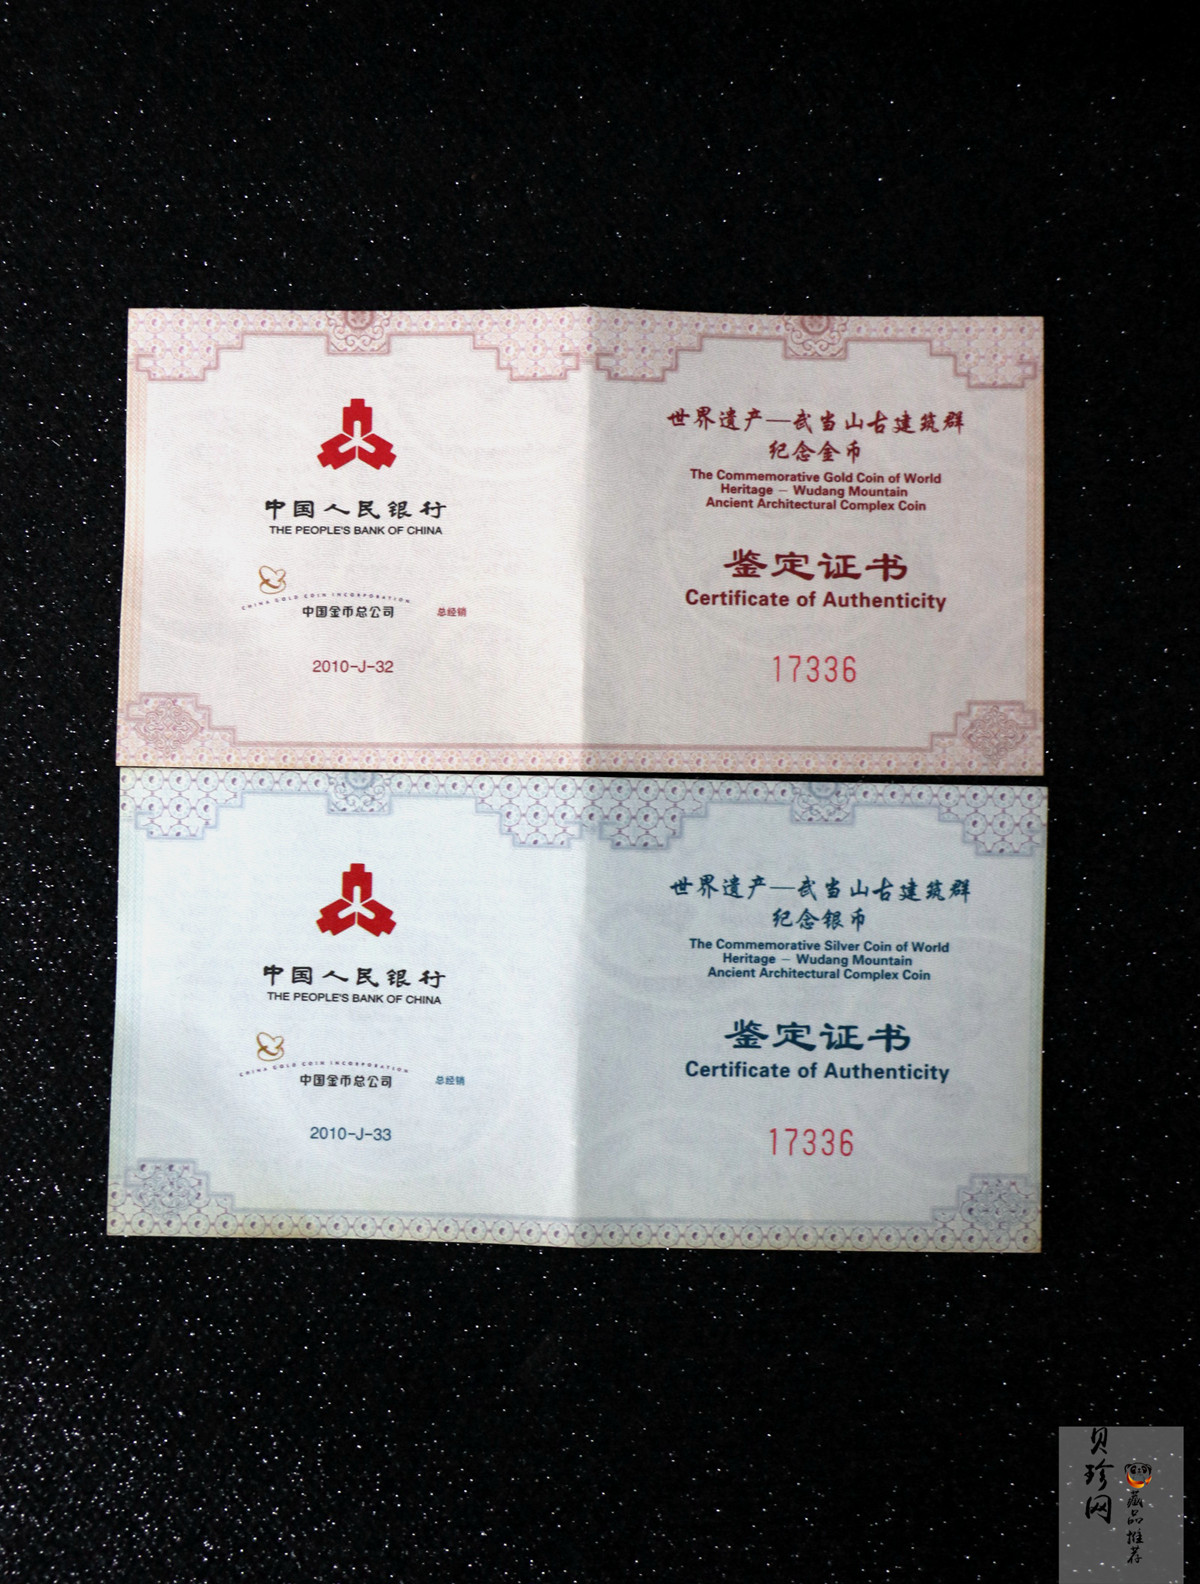 中国人民银行
THE PEOPLE'S BANK OF CHINA
CHINA GOLD COIN INCORPORATION
中国金币总公司 总经销
2010-J-32
世界遗产—武当山古建筑群
纪念金币
The Commemorative Gold Coin of World
Heritage — Wudang Mountain
Ancient Architectural Complex Coin
鉴定证书
Certificate of Authenticity
17336
中国人民银行
THE PEOPLE'S BANK OF CHINA
CHINA GOLD COIN INCORPORATION
中国金币总公司 总经销
2010-J-33
世界遗产—武当山古建筑群
纪念银币
The Commemorative Silver Coin of World
Heritage — Wudang Mountain
Ancient Architectural Complex Coin
鉴定证书
Certificate of Authenticity
17336
贝珍网
藏品推荐